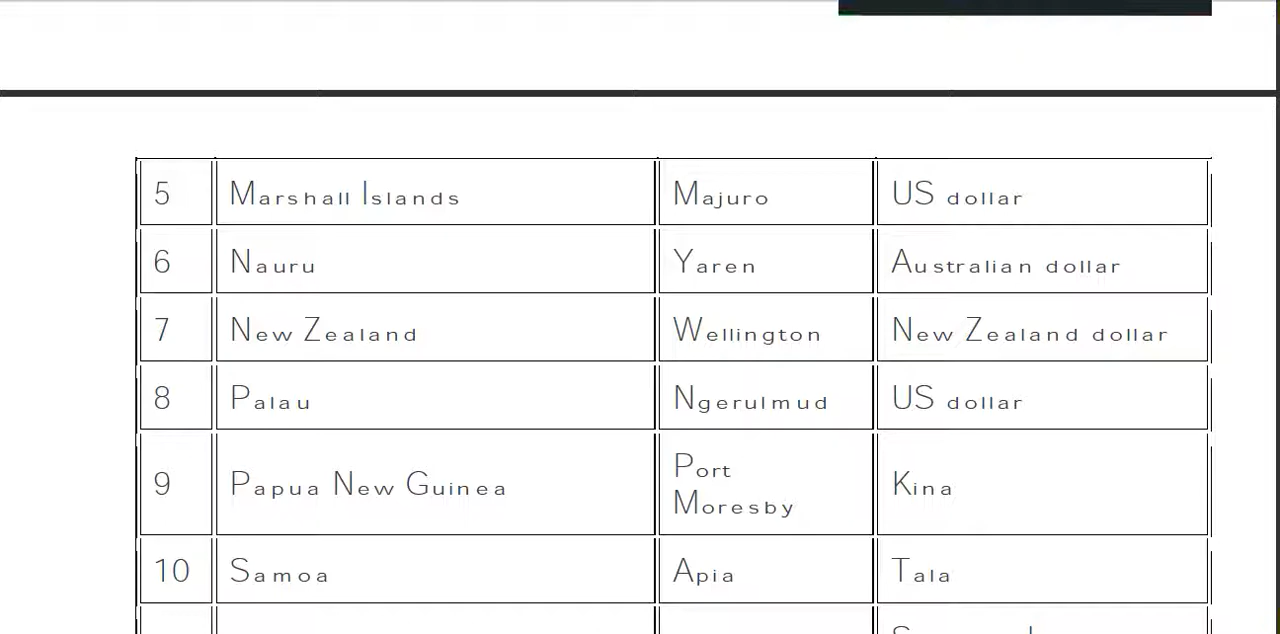 5 Marshall Islands Majuro US dollar
6 Nauru Yaren Australian dollar
7 New Zealand Wellington New Zealand dollar
8 Palau Ngerulmud US dollar
9 Papua New Guinea Port Moresby Kina
10 Samoa Apia Tala